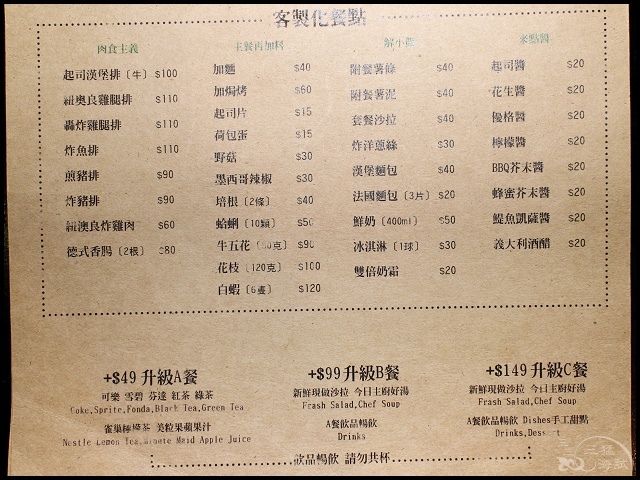 客製化餐點
肉食主義
起司漢堡排〔牛〕 $100
紐奧良雞腿排 $110
轟炸雞腿排 $110
炸魚排 $110
煎豬排 $90
炸豬排 $90
紐澳良炸雞肉 $60
德式香腸〔2根〕 $80
主餐再加料
加麵 $40
加焗烤 $60
起司片 $15
荷包蛋 $15
野菇 $30
墨西哥辣椒 $30
培根〔2條〕 $40
蛤蜊〔10顆〕 $50
牛五花〔60克〕 $90
花枝〔120克〕 $100
白蝦〔6隻〕 $120
解小饞
附餐薯條 $40
附餐薯泥 $40
套餐沙拉 $40
炸洋蔥絲 $30
漢堡麵包 $40
法國麵包〔3片〕 $20
鮮奶〔400ml〕 $50
冰淇淋〔1球〕 $30
雙倍奶霜 $20
來點醬
起司醬 $20
花生醬 $20
優格醬 $20
檸檬醬 $20
BBQ芥末醬 $20
蜂蜜芥末醬 $20
鯷魚凱薩醬 $20
義大利酒醋 $20
+$49 升級A餐
可樂 雪碧 芬達 紅茶 綠茶
Coke,Sprite,Fonda,Black Tea,Green Tea
雀巢檸檬茶 美粒果蘋果汁
Nestle Lemon Tea,Minete Maid Apple Juice
+$99 升級B餐
新鮮現做沙拉 今日主廚好湯
Frash Salad,Chef Soup
A餐飲品暢飲
Drinks
+$149 升級C餐
新鮮現做沙拉 今日主廚好湯
Frash Salad,Chef Soup
A餐飲品暢飲 Dishes手工甜點
Drinks,Dessert
飲品暢飲 請勿共杯
三猛
海賊